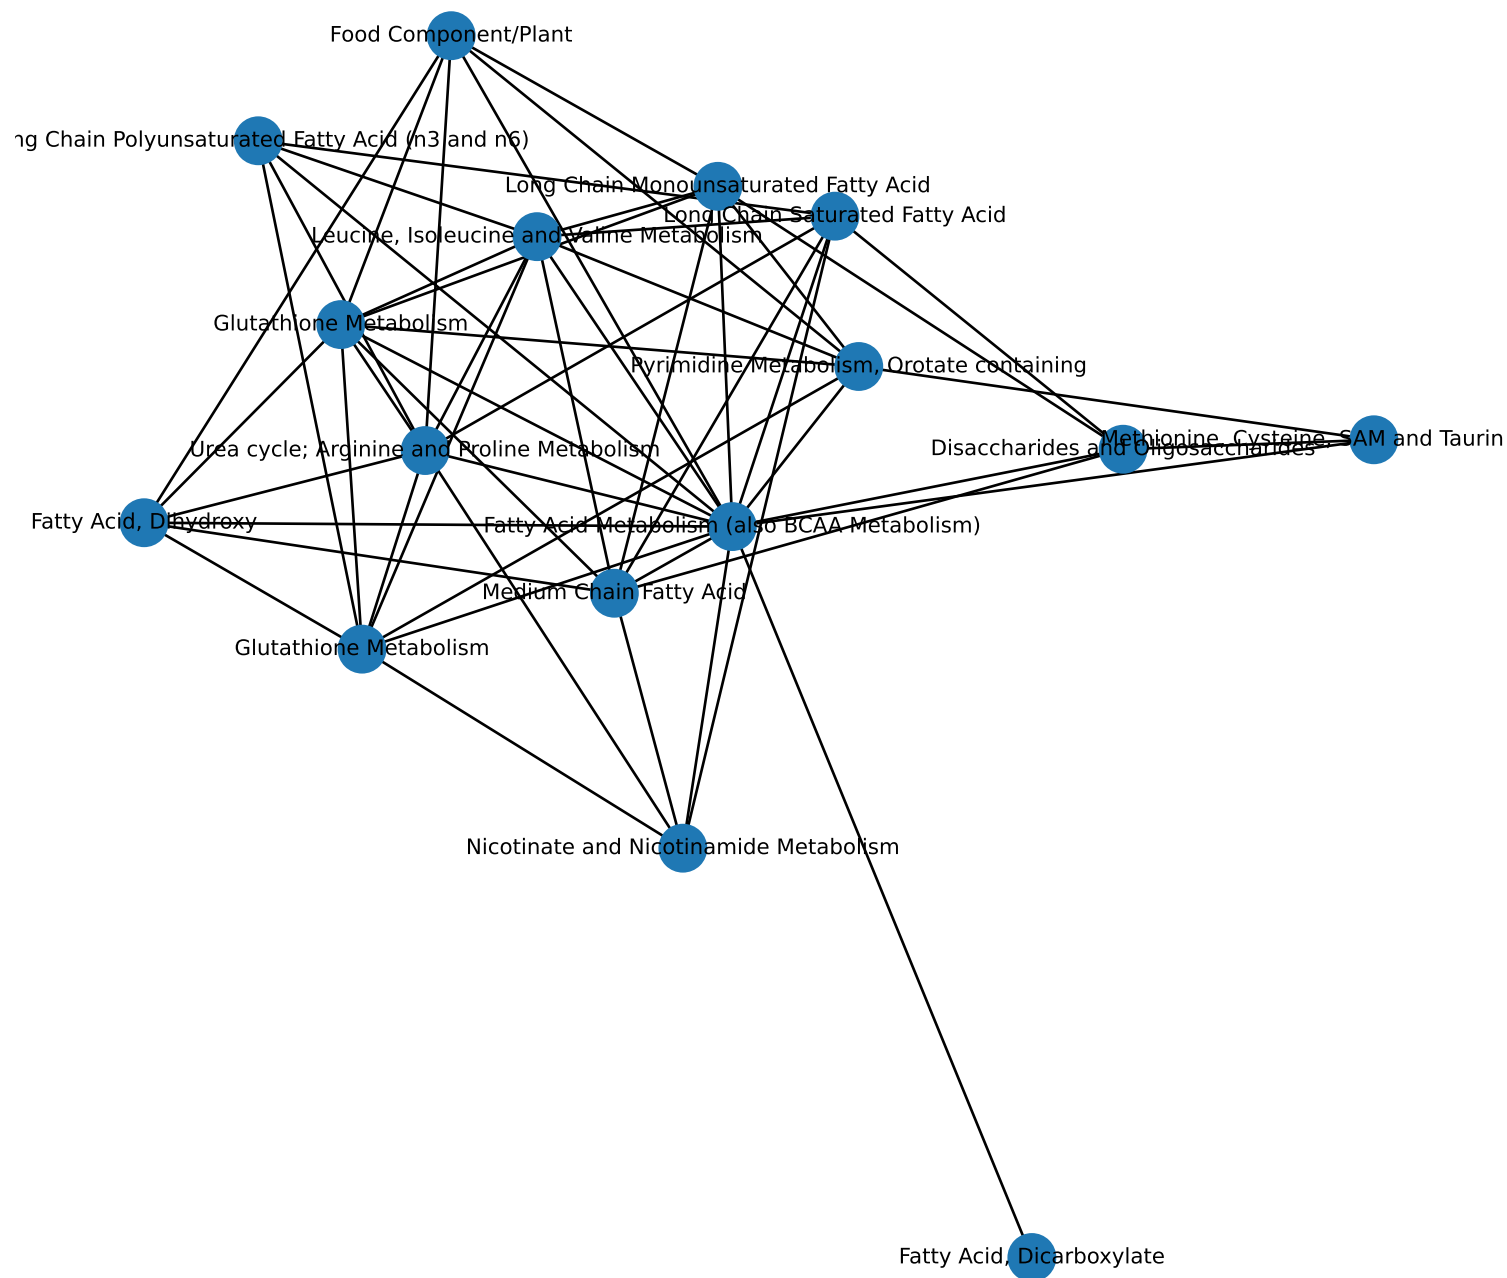 Food Component/Plant
ng Chain Polyunsaturated Fatty Acid (n3 and n6)
Long Chain Monounsaturated Fatty Acid
Long Chain Saturated Fatty Acid
Leucine, Isoleucine and Valine Metabolism
Glutathione Metabolism
Pyrimidine Metabolism, Orotate containing
Methionine, Cysteine, SAM and Taurin
Disaccharides and Oligosaccharides
Urea cycle; Arginine and Proline Metabolism
Fatty Acid, Dihydroxy
Fatty Acid Metabolism (also BCAA Metabolism)
Medium Chain Fatty Acid
Glutathione Metabolism
Nicotinate and Nicotinamide Metabolism
Fatty Acid, Dicarboxylate